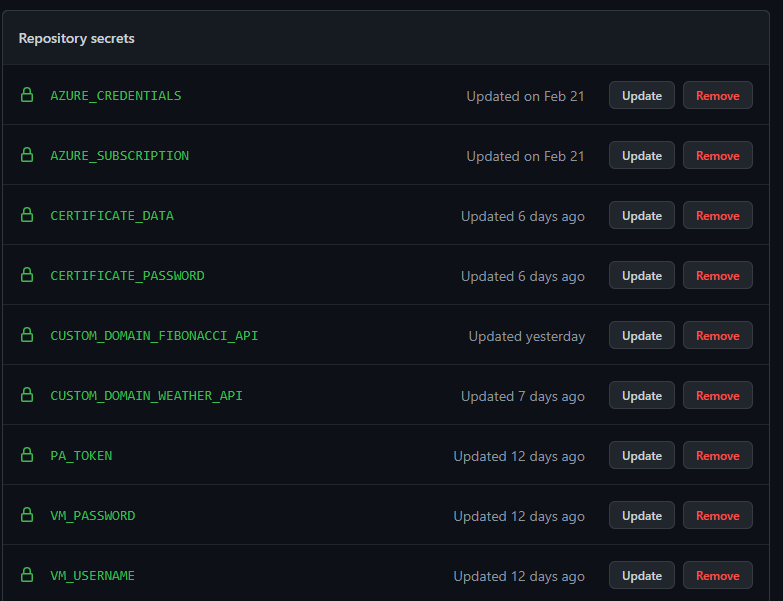 Repository secrets
AZURE_CREDENTIALS Updated on Feb 21 Update Remove
AZURE_SUBSCRIPTION Updated on Feb 21 Update Remove
CERTIFICATE_DATA Updated 6 days ago Update Remove
CERTIFICATE_PASSWORD Updated 6 days ago Update Remove
CUSTOM_DOMAIN_FIBONACCI_API Updated yesterday Update Remove
CUSTOM_DOMAIN_WEATHER_API Updated 7 days ago Update Remove
PA_TOKEN Updated 12 days ago Update Remove
VM_PASSWORD Updated 12 days ago Update Remove
VM_USERNAME Updated 12 days ago Update Remove